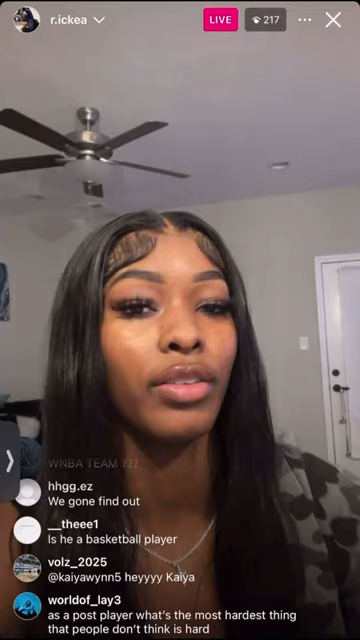 r.ickea
LIVE
217
WNBA TEAM ???
hhgg.ez
We gone find out
__theee1
Is he a basketball player
volz_2025
@kaiyawynn5 heyyyy Kaiya
worldof_lay3
as a post player what's the most hardest thing
that people don't think is hard